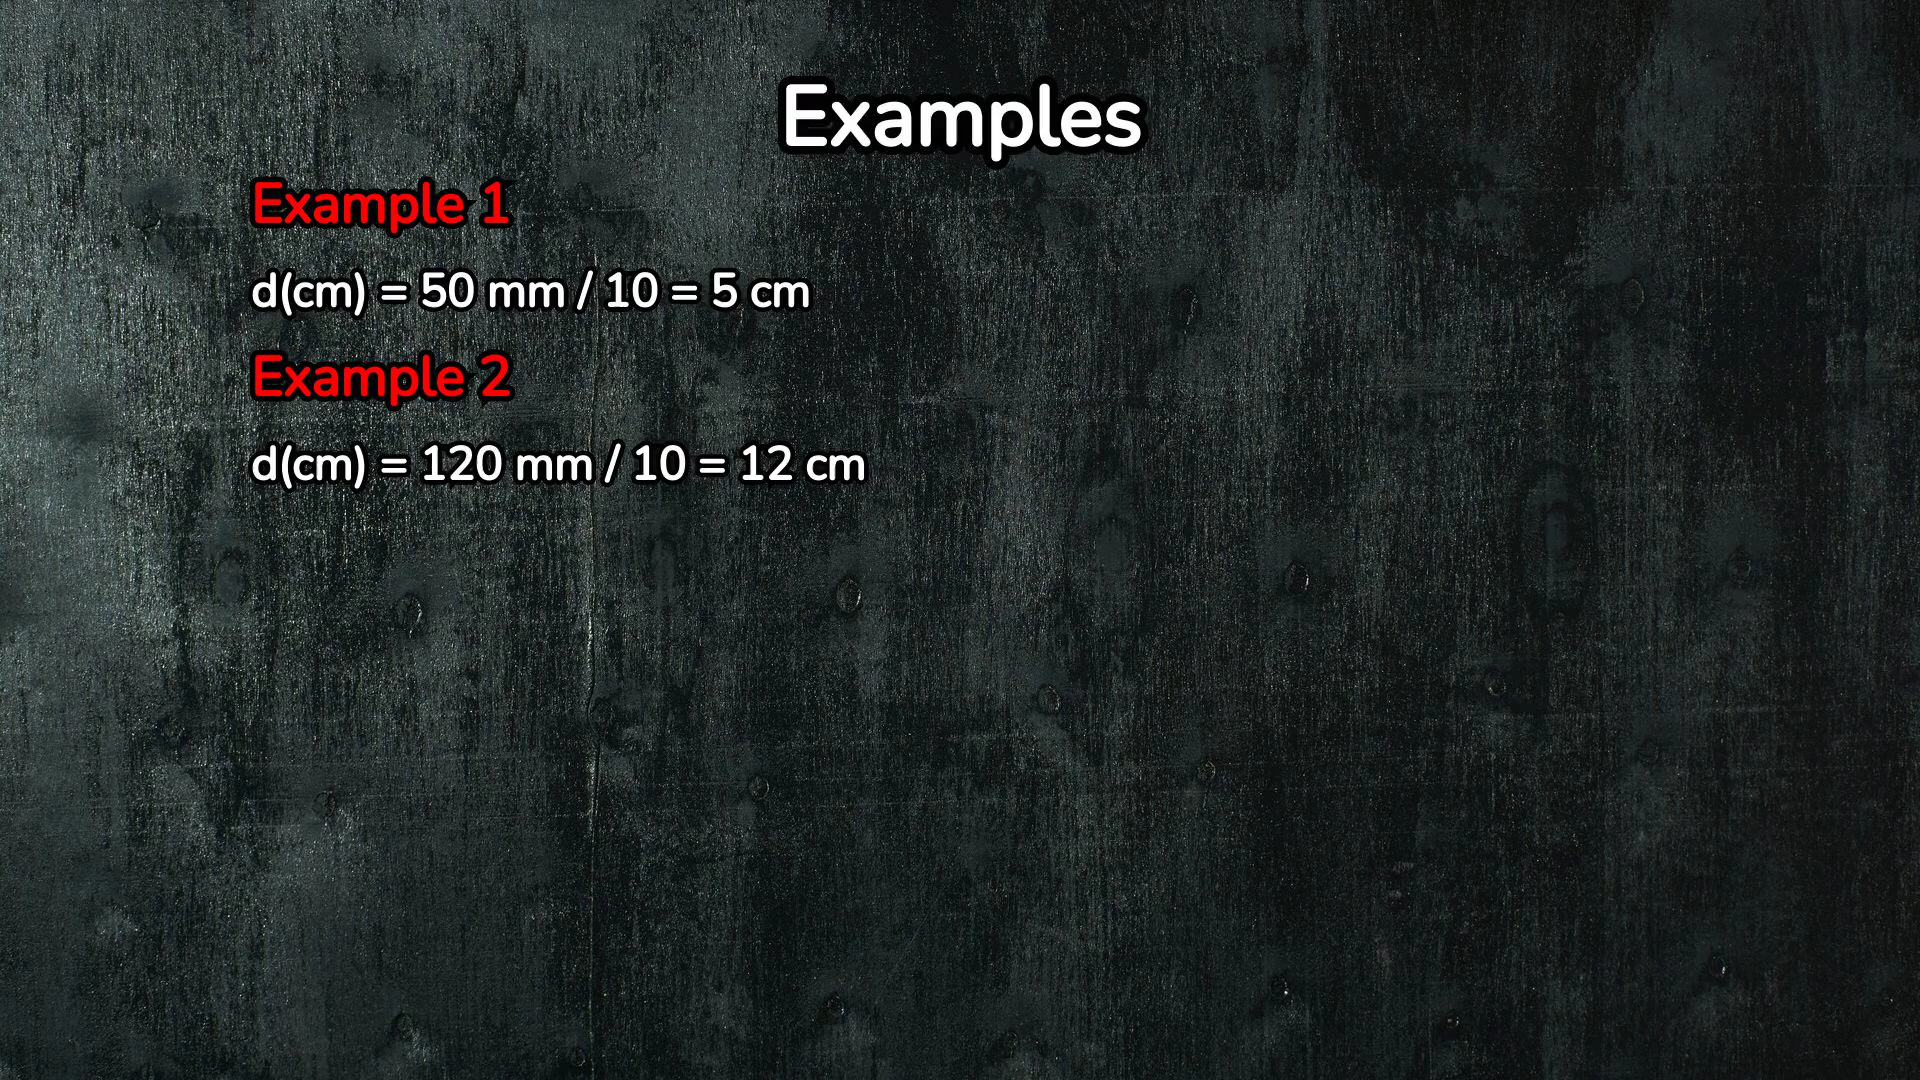 Examples
Example 1
d(cm) = 50 mm / 10 = 5 cm
Example 2
d(cm) = 120 mm / 10 = 12 cm